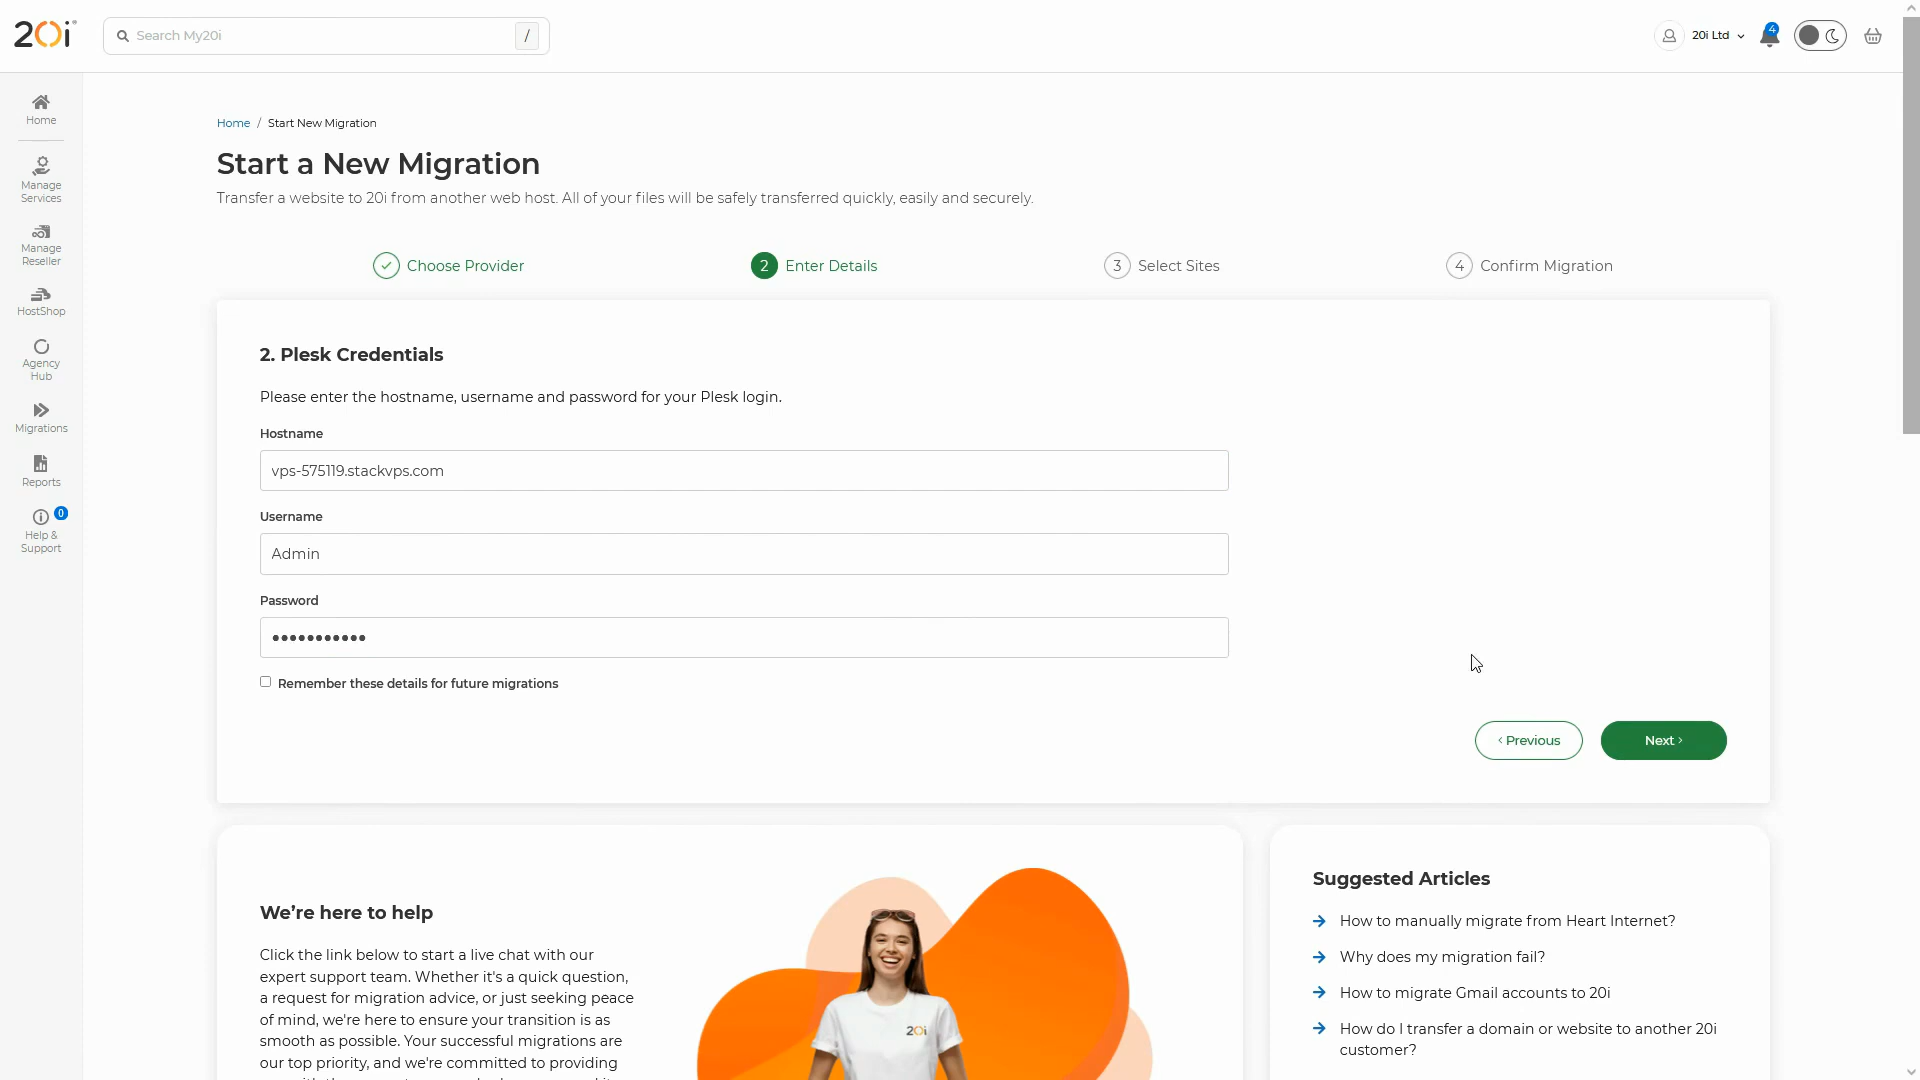 20i
Search My20i
/
20i Ltd
4
Home
Manage
Services
Manage
Reseller
HostShop
Agency
Hub
Migrations
Reports
0
Help &
Support
Home / Start New Migration
Start a New Migration
Transfer a website to 20i from another web host. All of your files will be safely transferred quickly, easily and securely.
Choose Provider
2 Enter Details
3 Select Sites
4 Confirm Migration
2. Plesk Credentials
Please enter the hostname, username and password for your Plesk login.
Hostname
vps-575119.stackvps.com
Username
Admin
Password
•••••••••••
Remember these details for future migrations
‹ Previous
Next ›
We're here to help
Click the link below to start a live chat with our
expert support team. Whether it's a quick question,
a request for migration advice, or just seeking peace
of mind, we're here to ensure your transition is as
smooth as possible. Your successful migrations are
our top priority, and we're committed to providing
20i
Suggested Articles
How to manually migrate from Heart Internet?
Why does my migration fail?
How to migrate Gmail accounts to 20i
How do I transfer a domain or website to another 20i
customer?